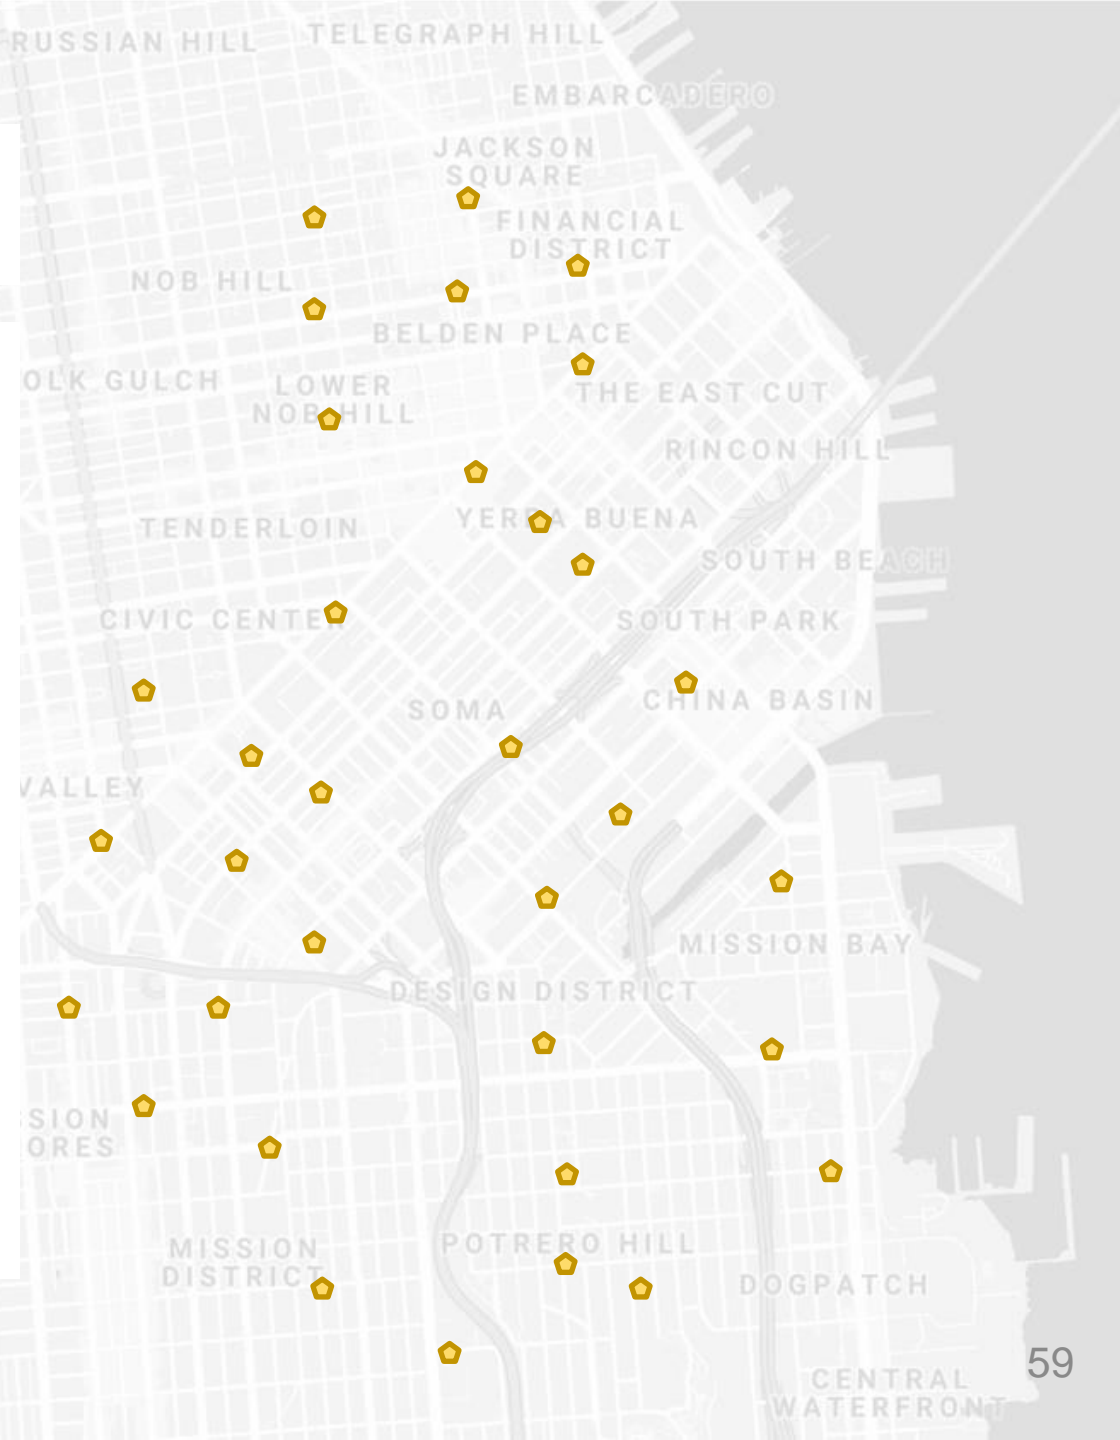 RUSSIAN HILL
TELEGRAPH HILL
EMBARCADERO
JACKSON
SQUARE
FINANCIAL
DISTRICT
NOB HILL
BELDEN PLACE
OLK GULCH
LOWER
NOB HILL
THE EAST CUT
RINCON HILL
TENDERLOIN
YERBA BUENA
SOUTH BEACH
CIVIC CENTER
SOUTH PARK
CHINA BASIN
SOMA
VALLEY
MISSION BAY
DESIGN DISTRICT
SION
ORES
MISSION
DISTRICT
POTRERO HILL
DOGPATCH
59
CENTRAL
WATERFRONT